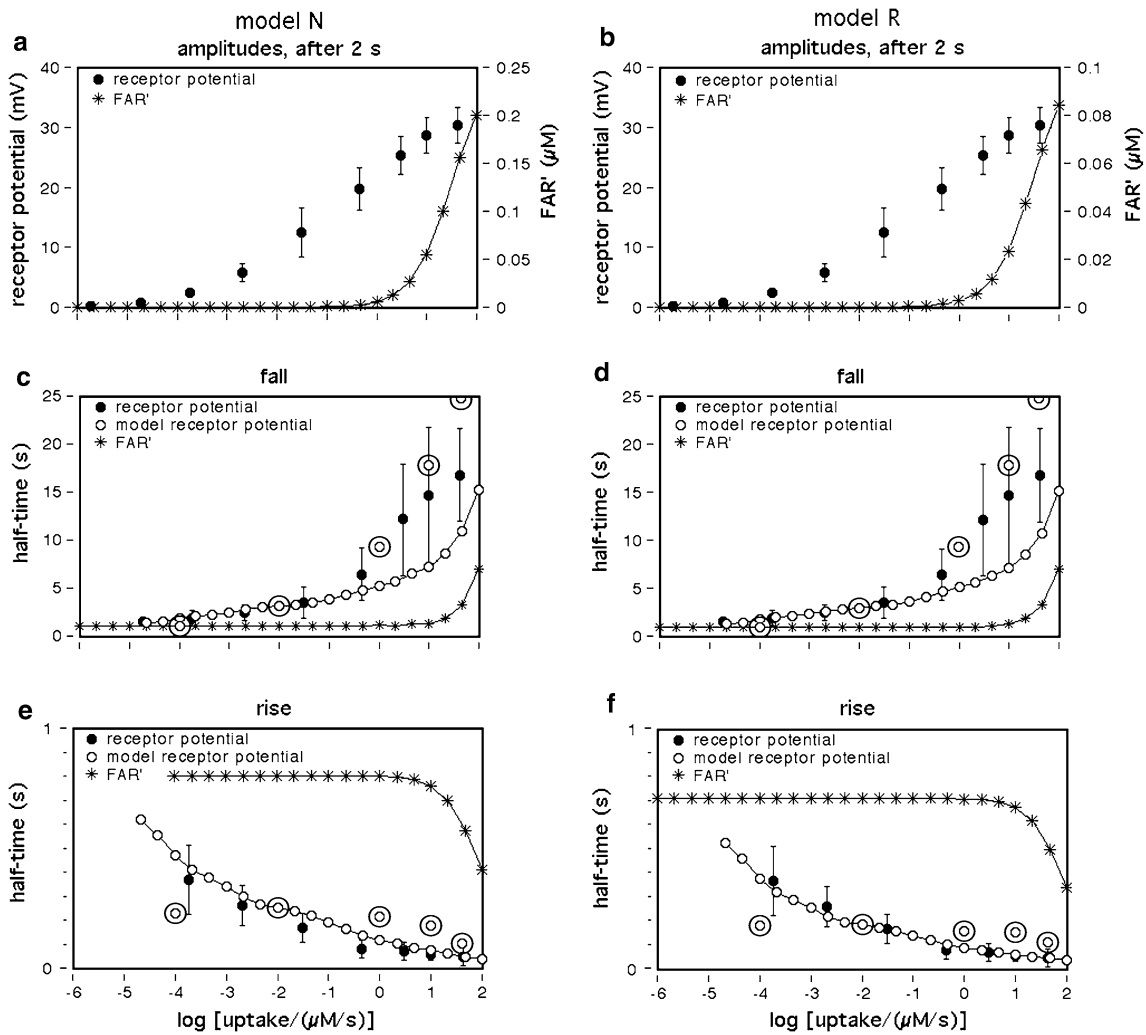 model N
model R
a
amplitudes, after 2 s
b
amplitudes, after 2 s
receptor potential (mV)
40
30
20
10
0
receptor potential
FAR'
0.25
0.2
0.15
0.1
0.05
0
FAR' (µM)
receptor potential (mV)
40
30
20
10
0
receptor potential
FAR'
0.1
0.08
0.06
0.04
0.02
0
FAR' (µM)
c
fall
d
fall
half-time (s)
25
20
15
10
5
0
receptor potential
model receptor potential
FAR'
half-time (s)
25
20
15
10
5
0
receptor potential
model receptor potential
FAR'
e
rise
f
rise
half-time (s)
1
0
receptor potential
model receptor potential
FAR'
half-time (s)
1
0
receptor potential
model receptor potential
FAR'
-6 -5 -4 -3 -2 -1 0 1 2
log [uptake/(µM/s)]
-6 -5 -4 -3 -2 -1 0 1 2
log [uptake/(µM/s)]